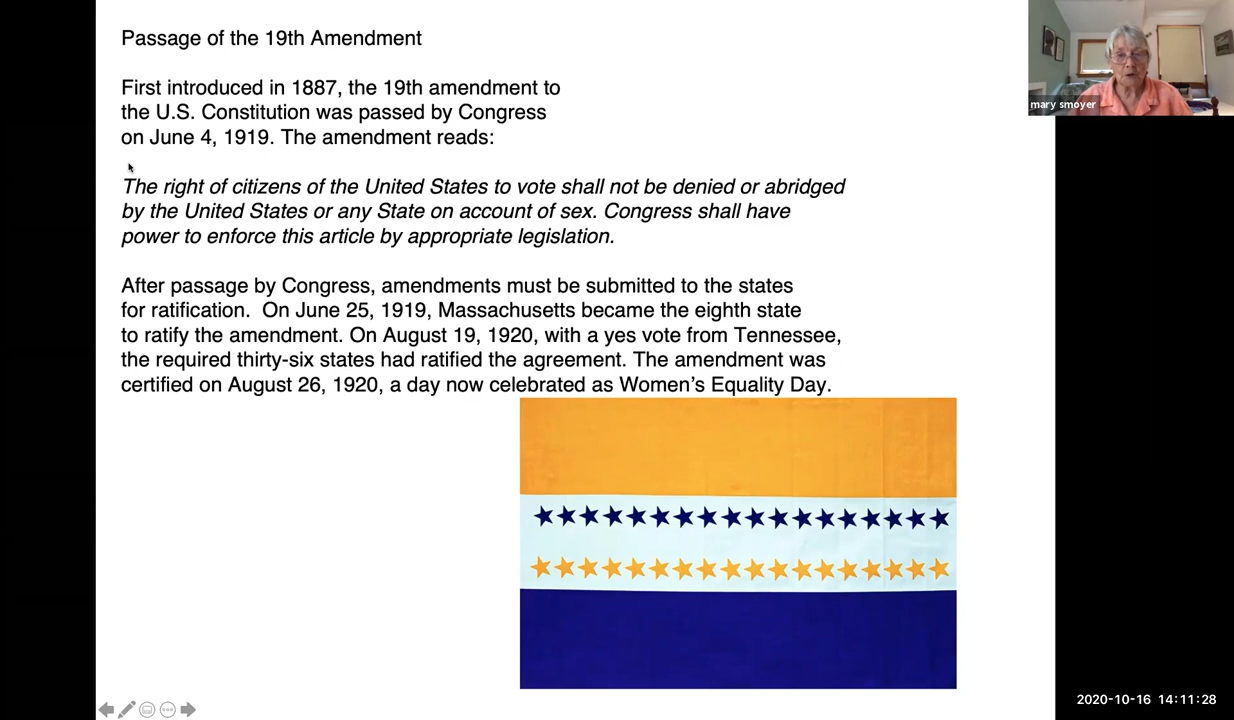 Passage of the 19th Amendment
First introduced in 1887, the 19th amendment to
the U.S. Constitution was passed by Congress
on June 4, 1919. The amendment reads:
The right of citizens of the United States to vote shall not be denied or abridged
by the United States or any State on account of sex. Congress shall have
power to enforce this article by appropriate legislation.
After passage by Congress, amendments must be submitted to the states
for ratification.  On June 25, 1919, Massachusetts became the eighth state
to ratify the amendment. On August 19, 1920, with a yes vote from Tennessee,
the required thirty-six states had ratified the agreement. The amendment was
certified on August 26, 1920, a day now celebrated as Women’s Equality Day.
mary smoyer
2020-10-16 14:11:28